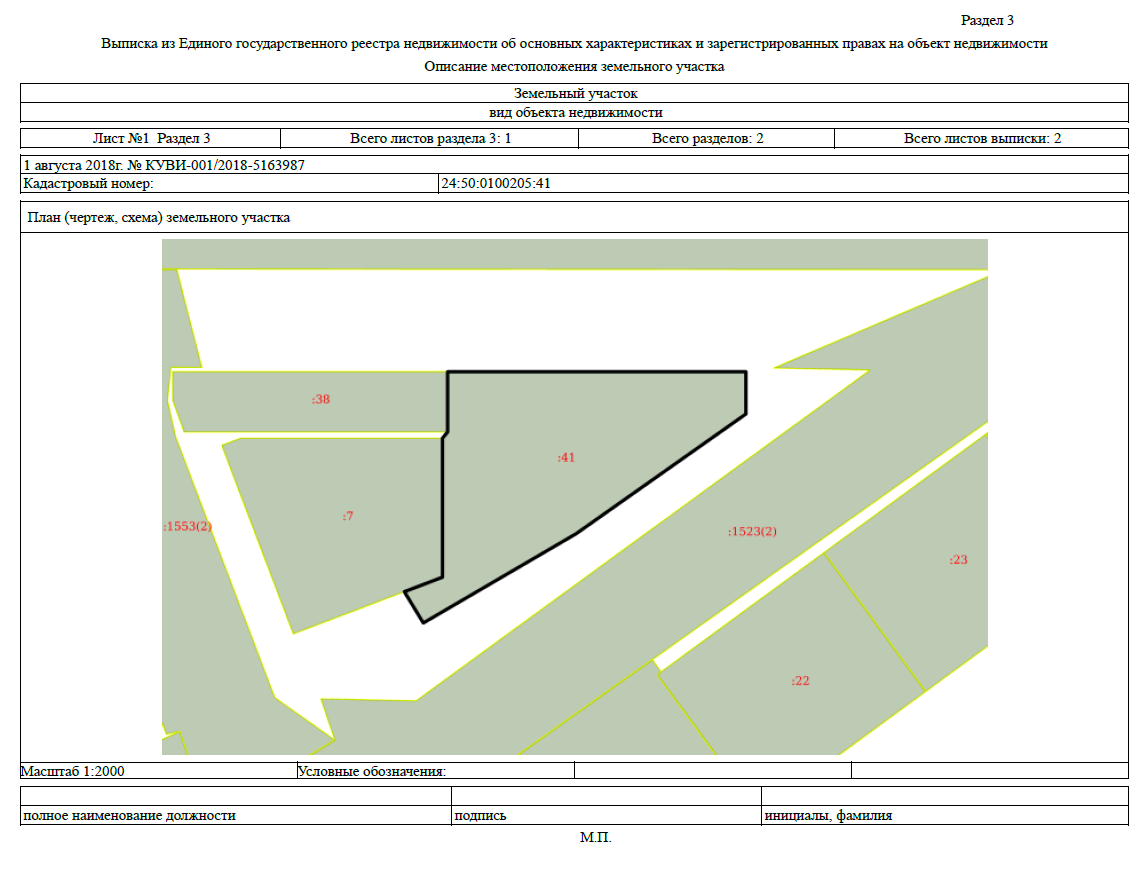 Раздел 3
Выписка из Единого государственного реестра недвижимости об основных характеристиках и зарегистрированных правах на объект недвижимости
Описание местоположения земельного участка
Земельный участок
вид объекта недвижимости
Лист №1 Раздел 3 Всего листов раздела 3: 1 Всего разделов: 2 Всего листов выписки: 2
1 августа 2018г. № КУВИ-001/2018-5163987
Кадастровый номер: 24:50:0100205:41
План (чертеж, схема) земельного участка
:38
:41
:7
:1553(2)
:1523(2)
:23
:22
Масштаб 1:2000 Условные обозначения:
полное наименование должности подпись инициалы, фамилия
М.П.